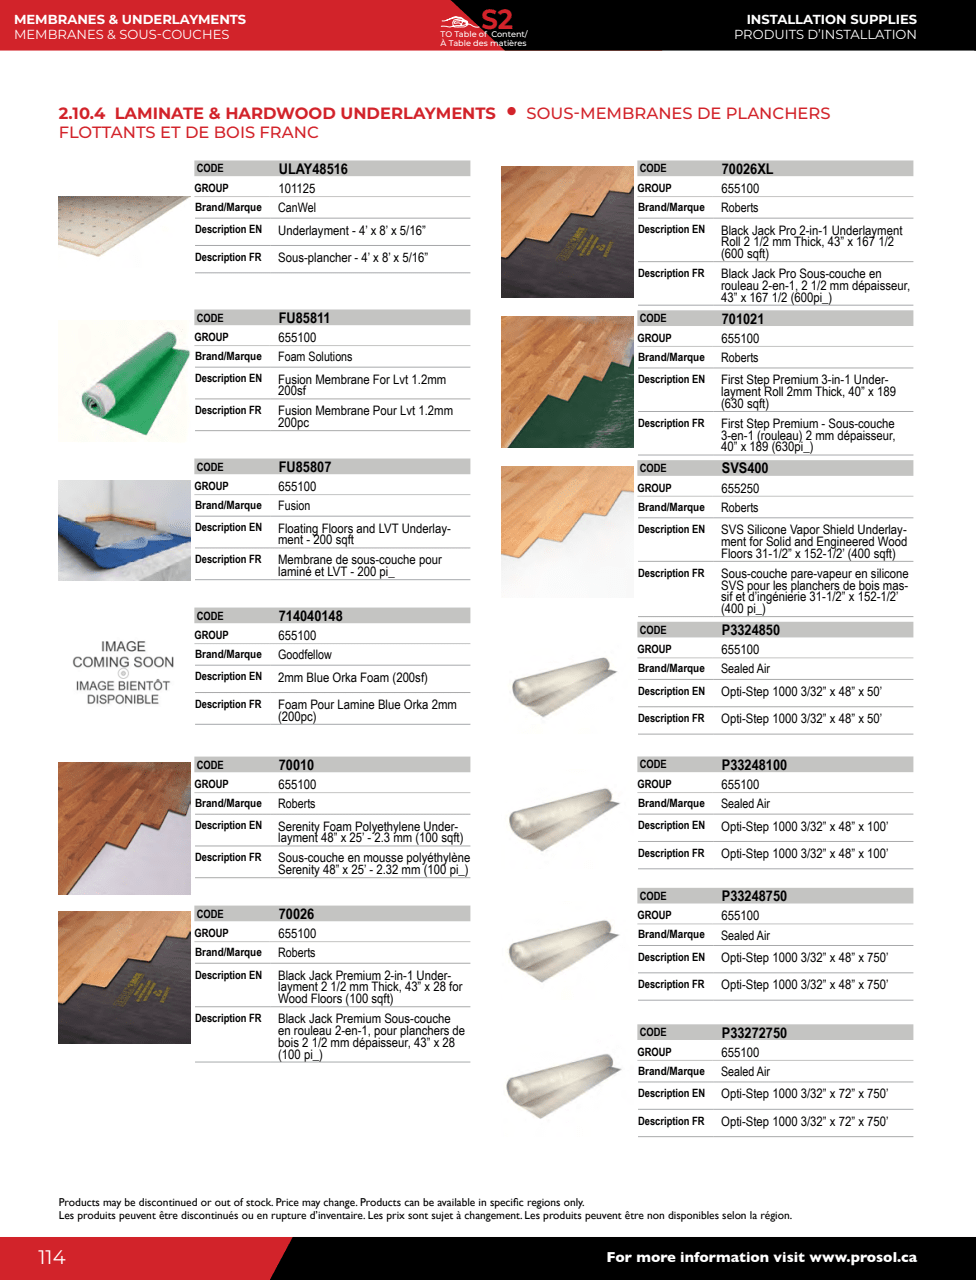 MEMBRANES & UNDERLAYMENTS
MEMBRANES & SOUS-COUCHES
S2
TO Table of Content/
À Table des matières
INSTALLATION SUPPLIES
PRODUITS D'INSTALLATION
2.10.4 LAMINATE & HARDWOOD UNDERLAYMENTS • SOUS-MEMBRANES DE PLANCHERS
FLOTTANTS ET DE BOIS FRANC
CODE ULAY48516
GROUP 101125
Brand/Marque CanWel
Description EN Underlayment - 4' x 8' x 5/16"
Description FR Sous-plancher - 4' x 8' x 5/16"
CODE FU85811
GROUP 655100
Brand/Marque Foam Solutions
Description EN Fusion Membrane For Lvt 1.2mm
200sf
Description FR Fusion Membrane Pour Lvt 1.2mm
200pc
CODE FU85807
GROUP 655100
Brand/Marque Fusion
Description EN Floating Floors and LVT Underlay-
ment - 200 sqft
Description FR Membrane de sous-couche pour
laminé et LVT - 200 pi_
IMAGE
COMING SOON
IMAGE BIENTÔT
DISPONIBLE
CODE 714040148
GROUP 655100
Brand/Marque Goodfellow
Description EN 2mm Blue Orka Foam (200sf)
Description FR Foam Pour Lamine Blue Orka 2mm
(200pc)
CODE 70010
GROUP 655100
Brand/Marque Roberts
Description EN Serenity Foam Polyethylene Under-
layment 48" x 25' - 2.3 mm (100 sqft)
Description FR Sous-couche en mousse polyéthylène
Serenity 48" x 25' - 2.32 mm (100 pi_)
CODE 70026
GROUP 655100
Brand/Marque Roberts
Description EN Black Jack Premium 2-in-1 Under-
layment 2 1/2 mm Thick, 43" x 28 for
Wood Floors (100 sqft)
Description FR Black Jack Premium Sous-couche
en rouleau 2-en-1, pour planchers de
bois 2 1/2 mm dépaisseur, 43" x 28
(100 pi_)
CODE 70026XL
GROUP 655100
Brand/Marque Roberts
Description EN Black Jack Pro 2-in-1 Underlayment
Roll 2 1/2 mm Thick, 43" x 167 1/2
(600 sqft)
Description FR Black Jack Pro Sous-couche en
rouleau 2-en-1, 2 1/2 mm dépaisseur,
43" x 167 1/2 (600pi_)
CODE 701021
GROUP 655100
Brand/Marque Roberts
Description EN First Step Premium 3-in-1 Under-
layment Roll 2mm Thick, 40" x 189
(630 sqft)
Description FR First Step Premium - Sous-couche
3-en-1 (rouleau) 2 mm dépaisseur,
40" x 189 (630pi_)
CODE SVS400
GROUP 655250
Brand/Marque Roberts
Description EN SVS Silicone Vapor Shield Underlay-
ment for Solid and Engineered Wood
Floors 31-1/2" x 152-1/2' (400 sqft)
Description FR Sous-couche pare-vapeur en silicone
SVS pour les planchers de bois mas-
sif et d'ingénierie 31-1/2" x 152-1/2'
(400 pi_)
CODE P3324850
GROUP 655100
Brand/Marque Sealed Air
Description EN Opti-Step 1000 3/32" x 48" x 50'
Description FR Opti-Step 1000 3/32" x 48" x 50'
CODE P33248100
GROUP 655100
Brand/Marque Sealed Air
Description EN Opti-Step 1000 3/32" x 48" x 100'
Description FR Opti-Step 1000 3/32" x 48" x 100'
CODE P33248750
GROUP 655100
Brand/Marque Sealed Air
Description EN Opti-Step 1000 3/32" x 48" x 750'
Description FR Opti-Step 1000 3/32" x 48" x 750'
CODE P33272750
GROUP 655100
Brand/Marque Sealed Air
Description EN Opti-Step 1000 3/32" x 72" x 750'
Description FR Opti-Step 1000 3/32" x 72" x 750'
Products may be discontinued or out of stock. Price may change. Products can be available in specific regions only.
Les produits peuvent être discontinués ou en rupture d'inventaire. Les prix sont sujet à changement. Les produits peuvent être non disponibles selon la région.
114
For more information visit www.prosol.ca